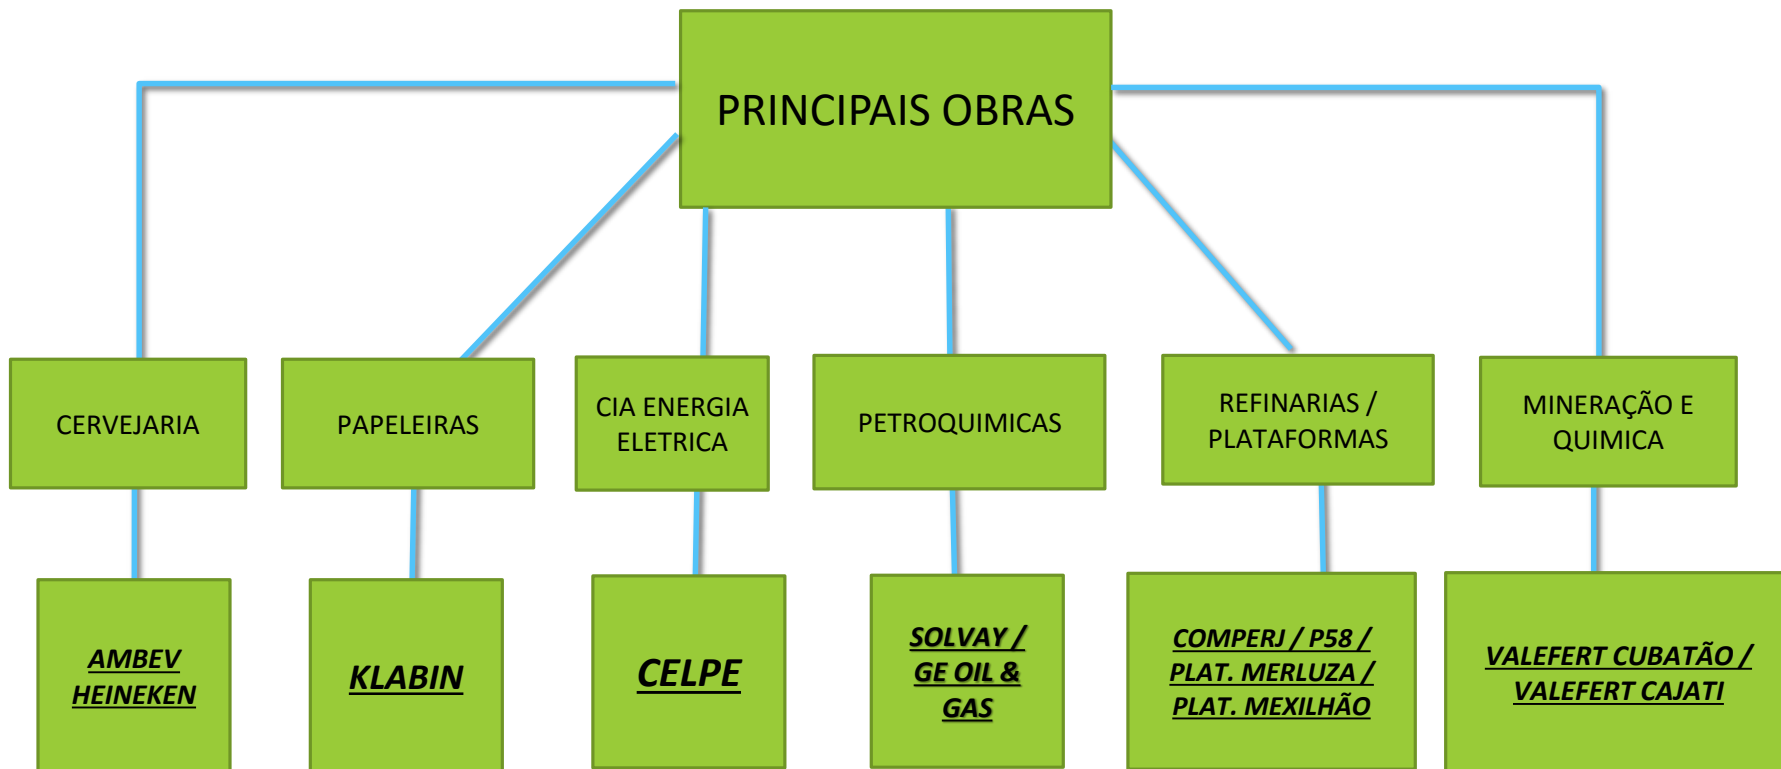 PRINCIPAIS OBRAS
CERVEJARIA
PAPELEIRAS
CIA ENERGIA
ELETRICA
PETROQUIMICAS
REFINARIAS /
PLATAFORMAS
MINERAÇÃO E
QUIMICA
AMBEV
HEINEKEN
KLABIN
CELPE
SOLVAY /
GE OIL &
GAS
COMPERJ / P58 /
PLAT. MERLUZA /
PLAT. MEXILHÃO
VALEFERT CUBATÃO /
VALEFERT CAJATI